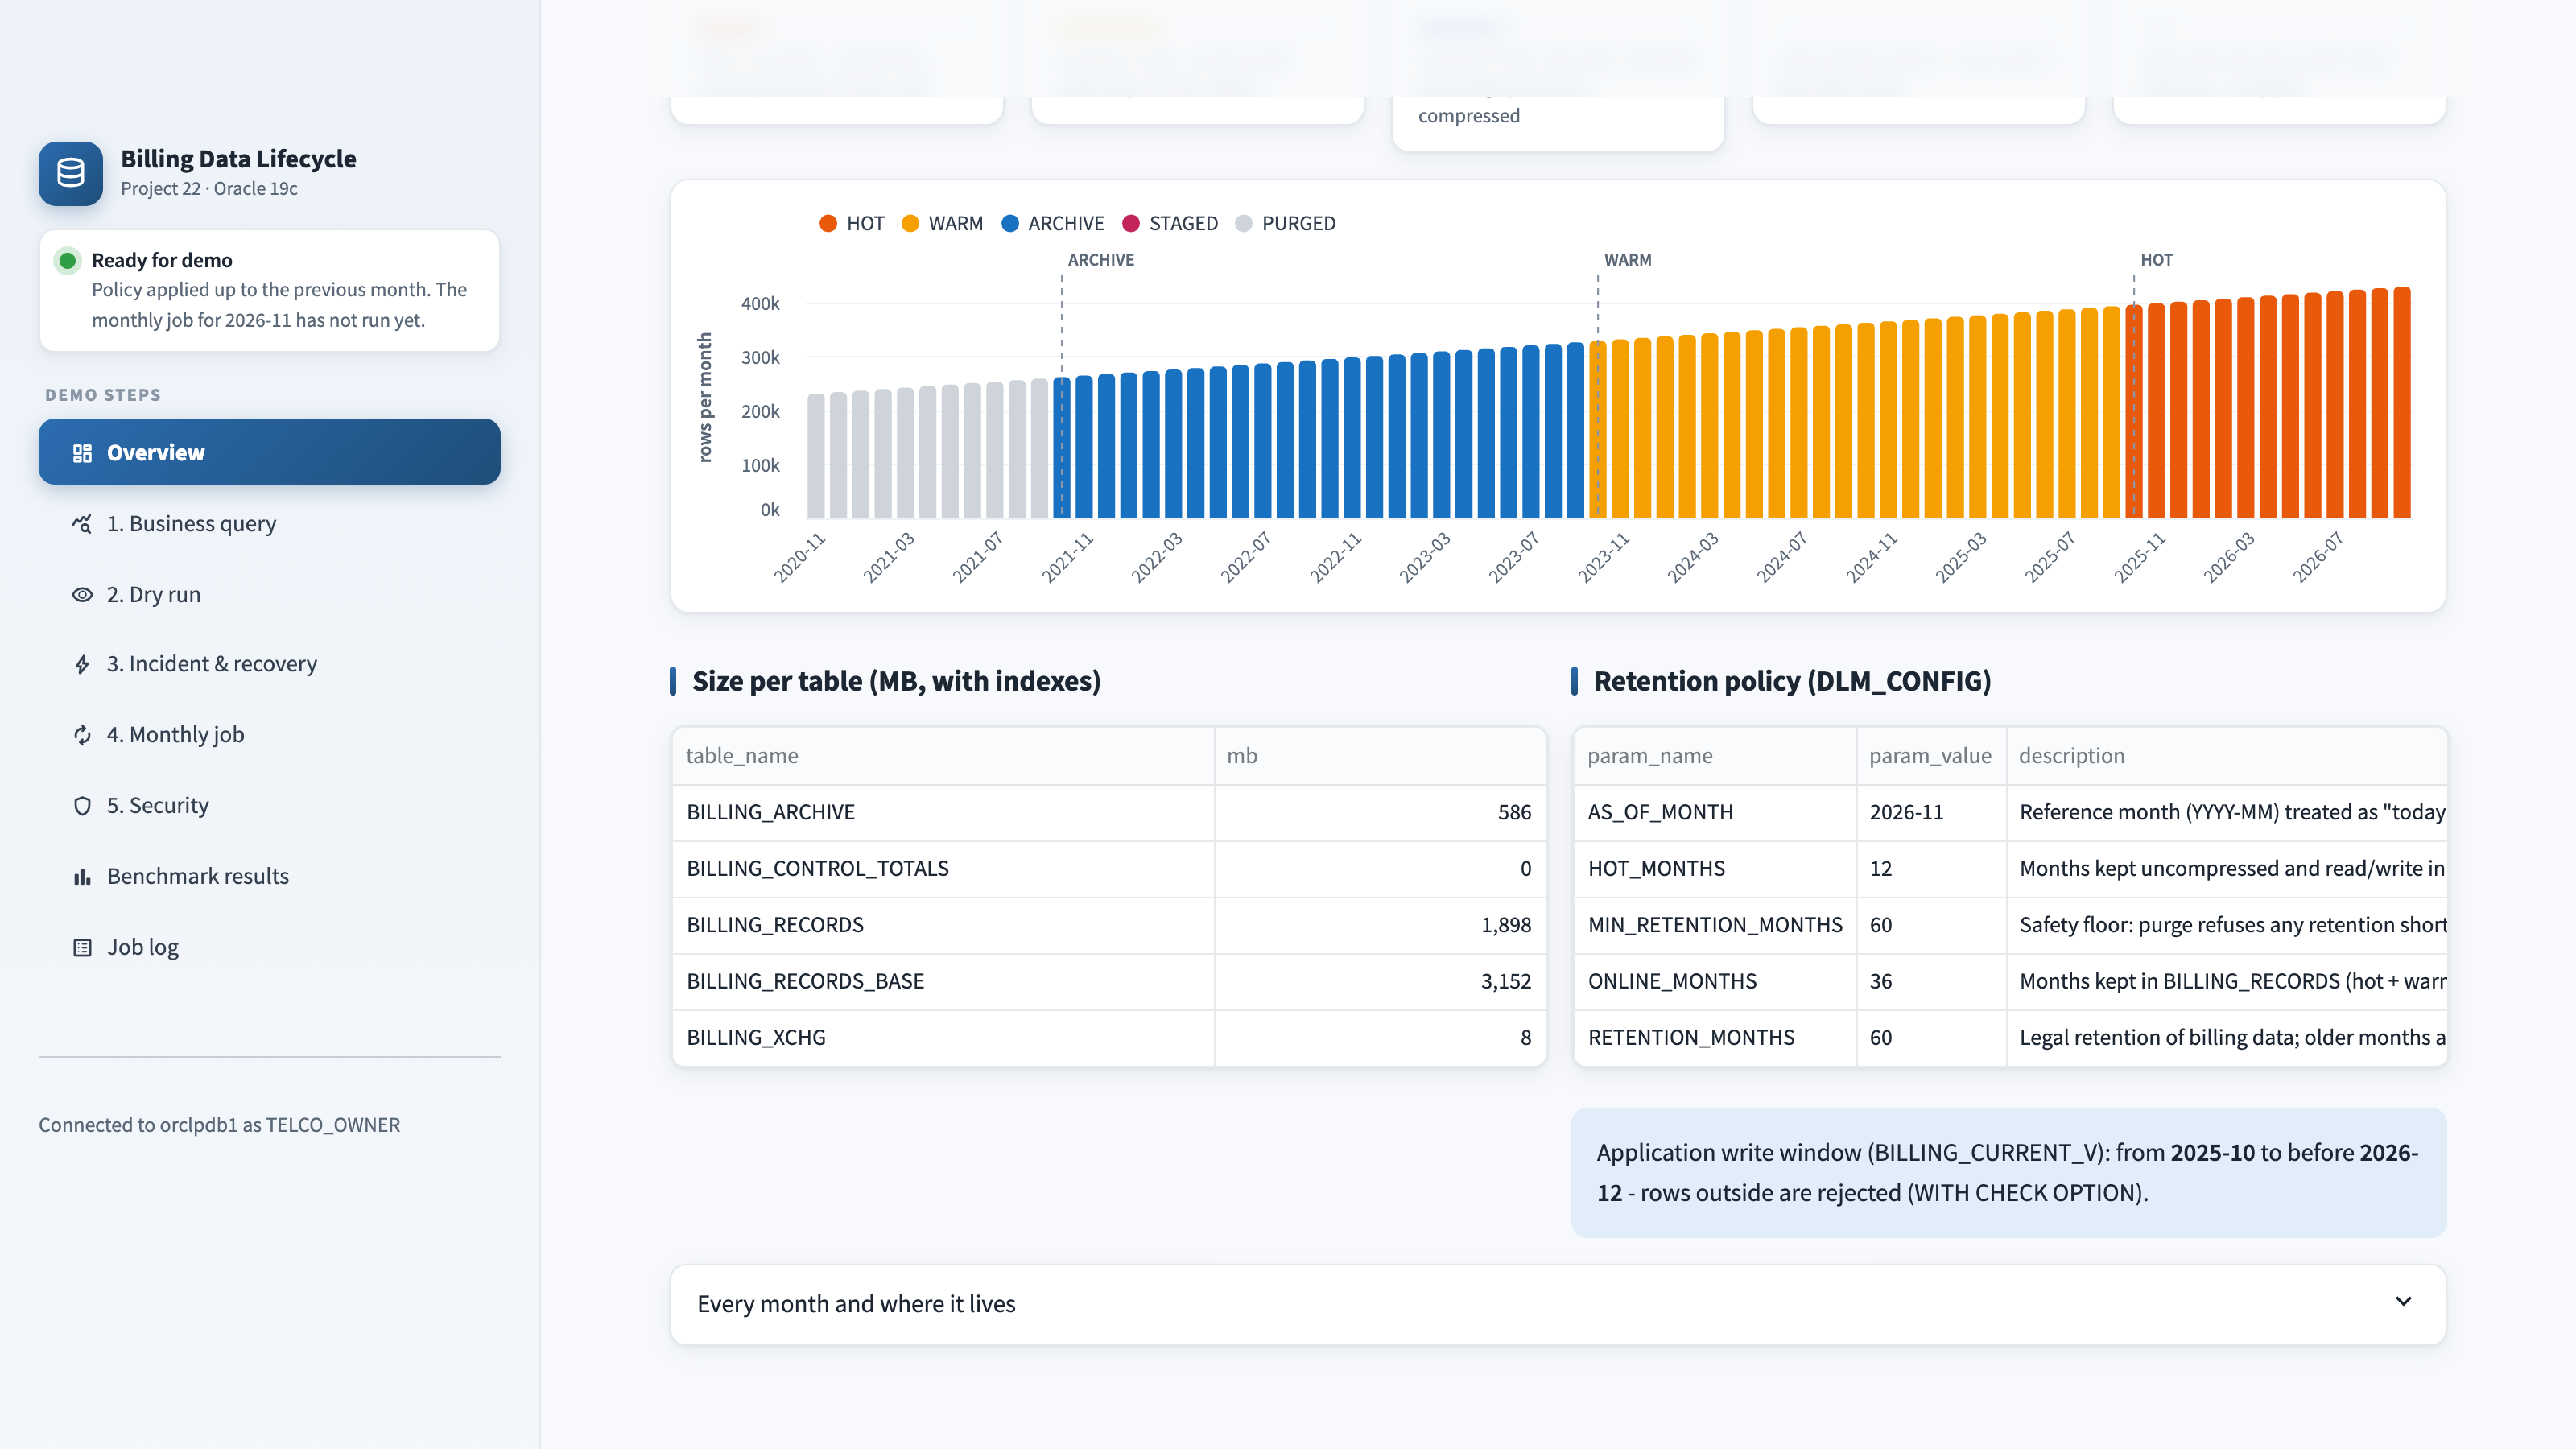 Billing Data Lifecycle
Project 22 · Oracle 19c
Ready for demo
Policy applied up to the previous month. The
monthly job for 2026-11 has not run yet.
DEMO STEPS
Overview
1. Business query
2. Dry run
3. Incident & recovery
4. Monthly job
5. Security
Benchmark results
Job log
Connected to orclpdb1 as TELCO_OWNER
compressed
HOT WARM ARCHIVE STAGED PURGED
ARCHIVE WARM HOT
rows per month
400k
300k
200k
100k
0k
2020-11 2021-03 2021-07 2021-11 2022-03 2022-07 2022-11 2023-03 2023-07 2023-11 2024-03 2024-07 2024-11 2025-03 2025-07 2025-11 2026-03 2026-07
Size per table (MB, with indexes)
table_name mb
BILLING_ARCHIVE 586
BILLING_CONTROL_TOTALS 0
BILLING_RECORDS 1,898
BILLING_RECORDS_BASE 3,152
BILLING_XCHG 8
Retention policy (DLM_CONFIG)
param_name param_value description
AS_OF_MONTH 2026-11 Reference month (YYYY-MM) treated as "today
HOT_MONTHS 12 Months kept uncompressed and read/write in
MIN_RETENTION_MONTHS 60 Safety floor: purge refuses any retention short
ONLINE_MONTHS 36 Months kept in BILLING_RECORDS (hot + warm
RETENTION_MONTHS 60 Legal retention of billing data; older months a
Application write window (BILLING_CURRENT_V): from 2025-10 to before 2026-
12 - rows outside are rejected (WITH CHECK OPTION).
Every month and where it lives